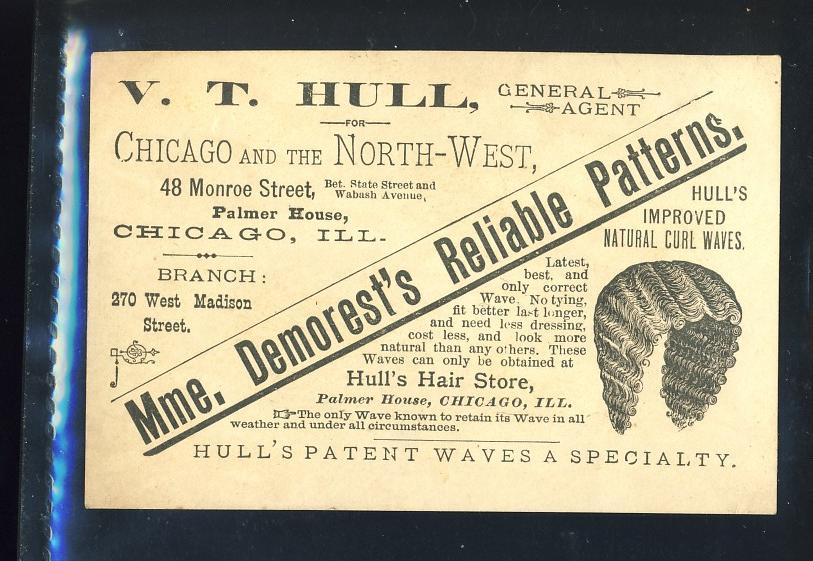 V. T. HULL,
GENERAL
AGENT
FOR
CHICAGO AND THE NORTH-WEST,
48 Monroe Street, Bet. State Street and
Wabash Avenue,
Palmer House,
CHICAGO, ILL.
BRANCH:
270 West Madison
Street.
Mme. Demorest's Reliable Patterns.
HULL'S
IMPROVED
NATURAL CURL WAVES.
Latest,
best, and
only correct
Wave. No tying,
fit better last longer,
and need less dressing,
cost less, and look more
natural than any others. These
Waves can only be obtained at
Hull's Hair Store,
Palmer House, CHICAGO, ILL.
☞The only Wave known to retain its Wave in all
weather and under all circumstances.
HULL'S PATENT WAVES A SPECIALTY.